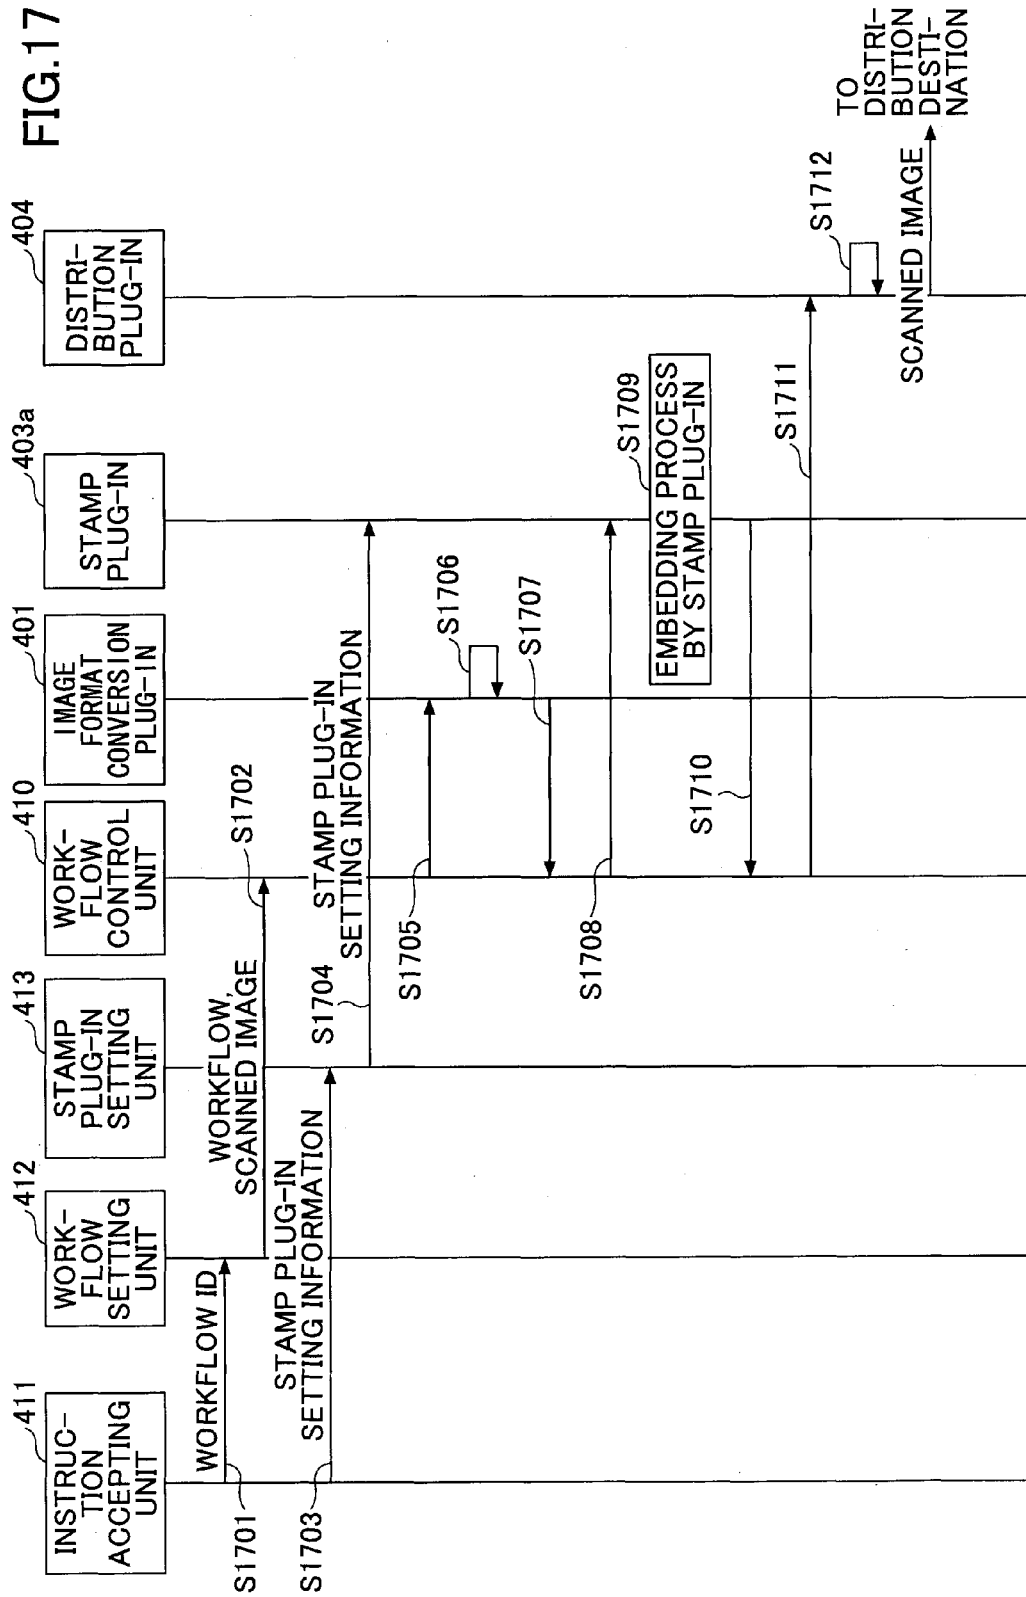 FIG.17
411
INSTRUC-
TION
ACCEPTING
UNIT
412
WORK-
FLOW
SETTING
UNIT
413
STAMP
PLUG-IN
SETTING
UNIT
410
WORK-
FLOW
CONTROL
UNIT
401
IMAGE
FORMAT
CONVERSION
PLUG-IN
403a
STAMP
PLUG-IN
404
DISTRI-
BUTION
PLUG-IN
S1701
WORKFLOW ID
WORKFLOW,
SCANNED IMAGE
S1702
S1703
STAMP PLUG-IN
SETTING INFORMATION
S1704
STAMP PLUG-IN
SETTING INFORMATION
S1705
S1706
S1707
S1708
S1709
EMBEDDING PROCESS
BY STAMP PLUG-IN
S1710
S1711
S1712
SCANNED IMAGE
TO
DISTRI-
BUTION
DESTI-
NATION